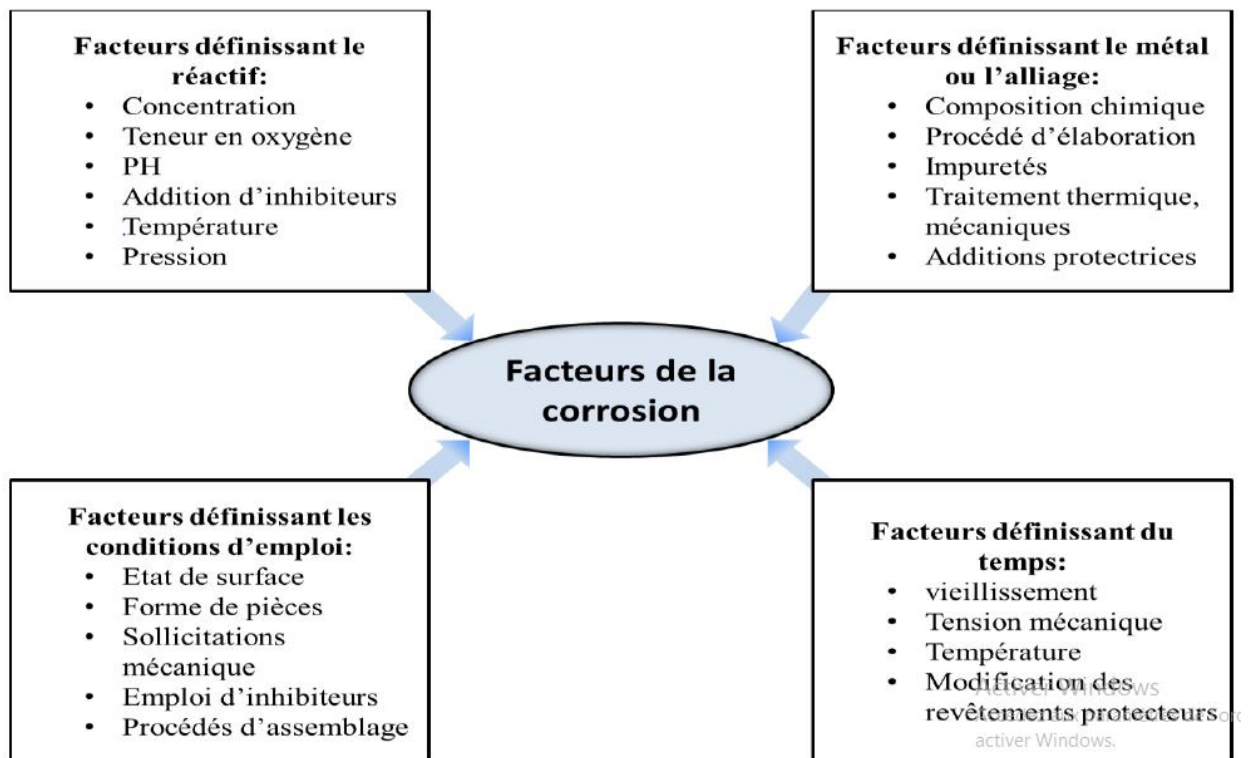 Facteurs définissant le
réactif:
• Concentration
• Teneur en oxygène
• PH
• Addition d'inhibiteurs
• Température
• Pression
Facteurs définissant le métal
ou l'alliage:
• Composition chimique
• Procédé d'élaboration
• Impuretés
• Traitement thermique,
mécaniques
• Additions protectrices
Facteurs de la
corrosion
Facteurs définissant les
conditions d'emploi:
• Etat de surface
• Forme de pièces
• Sollicitations
mécanique
• Emploi d'inhibiteurs
• Procédés d'assemblage
Facteurs définissant du
temps:
• vieillissement
• Tension mécanique
• Température
• Modification des
revêtements protecteurs
Activer Windows
activer Windows.